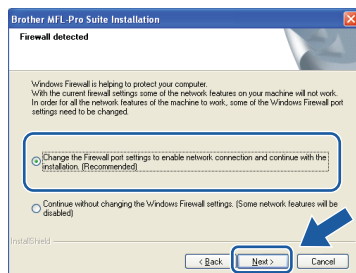 Brother MFL-Pro Suite Installation
Firewall detected
Windows Firewall is helping to protect your computer.
With the current firewall settings some of the network features on your machine will not work.
In order for all the network features of the machine to work, some of the Windows Firewall port
settings need to be changed.
Change the Firewall port settings to enable network connection and continue with the
installation. (Recommended)
Continue without changing the Windows Firewall settings. (Some network features will be
disabled)
InstallShield
< Back
Next >
Cancel